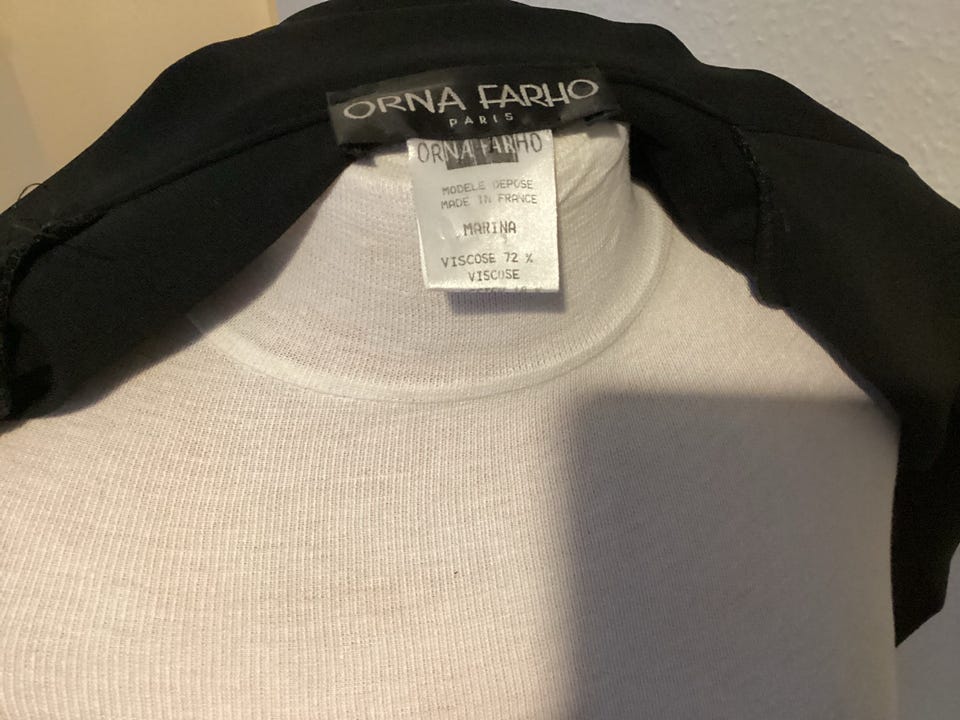 ORNA FARHO
PARIS
ORNA FARHO
MODELE DEPOSE
MADE IN FRANCE
MARINA
VISCOSE 72 %
VISCOSE